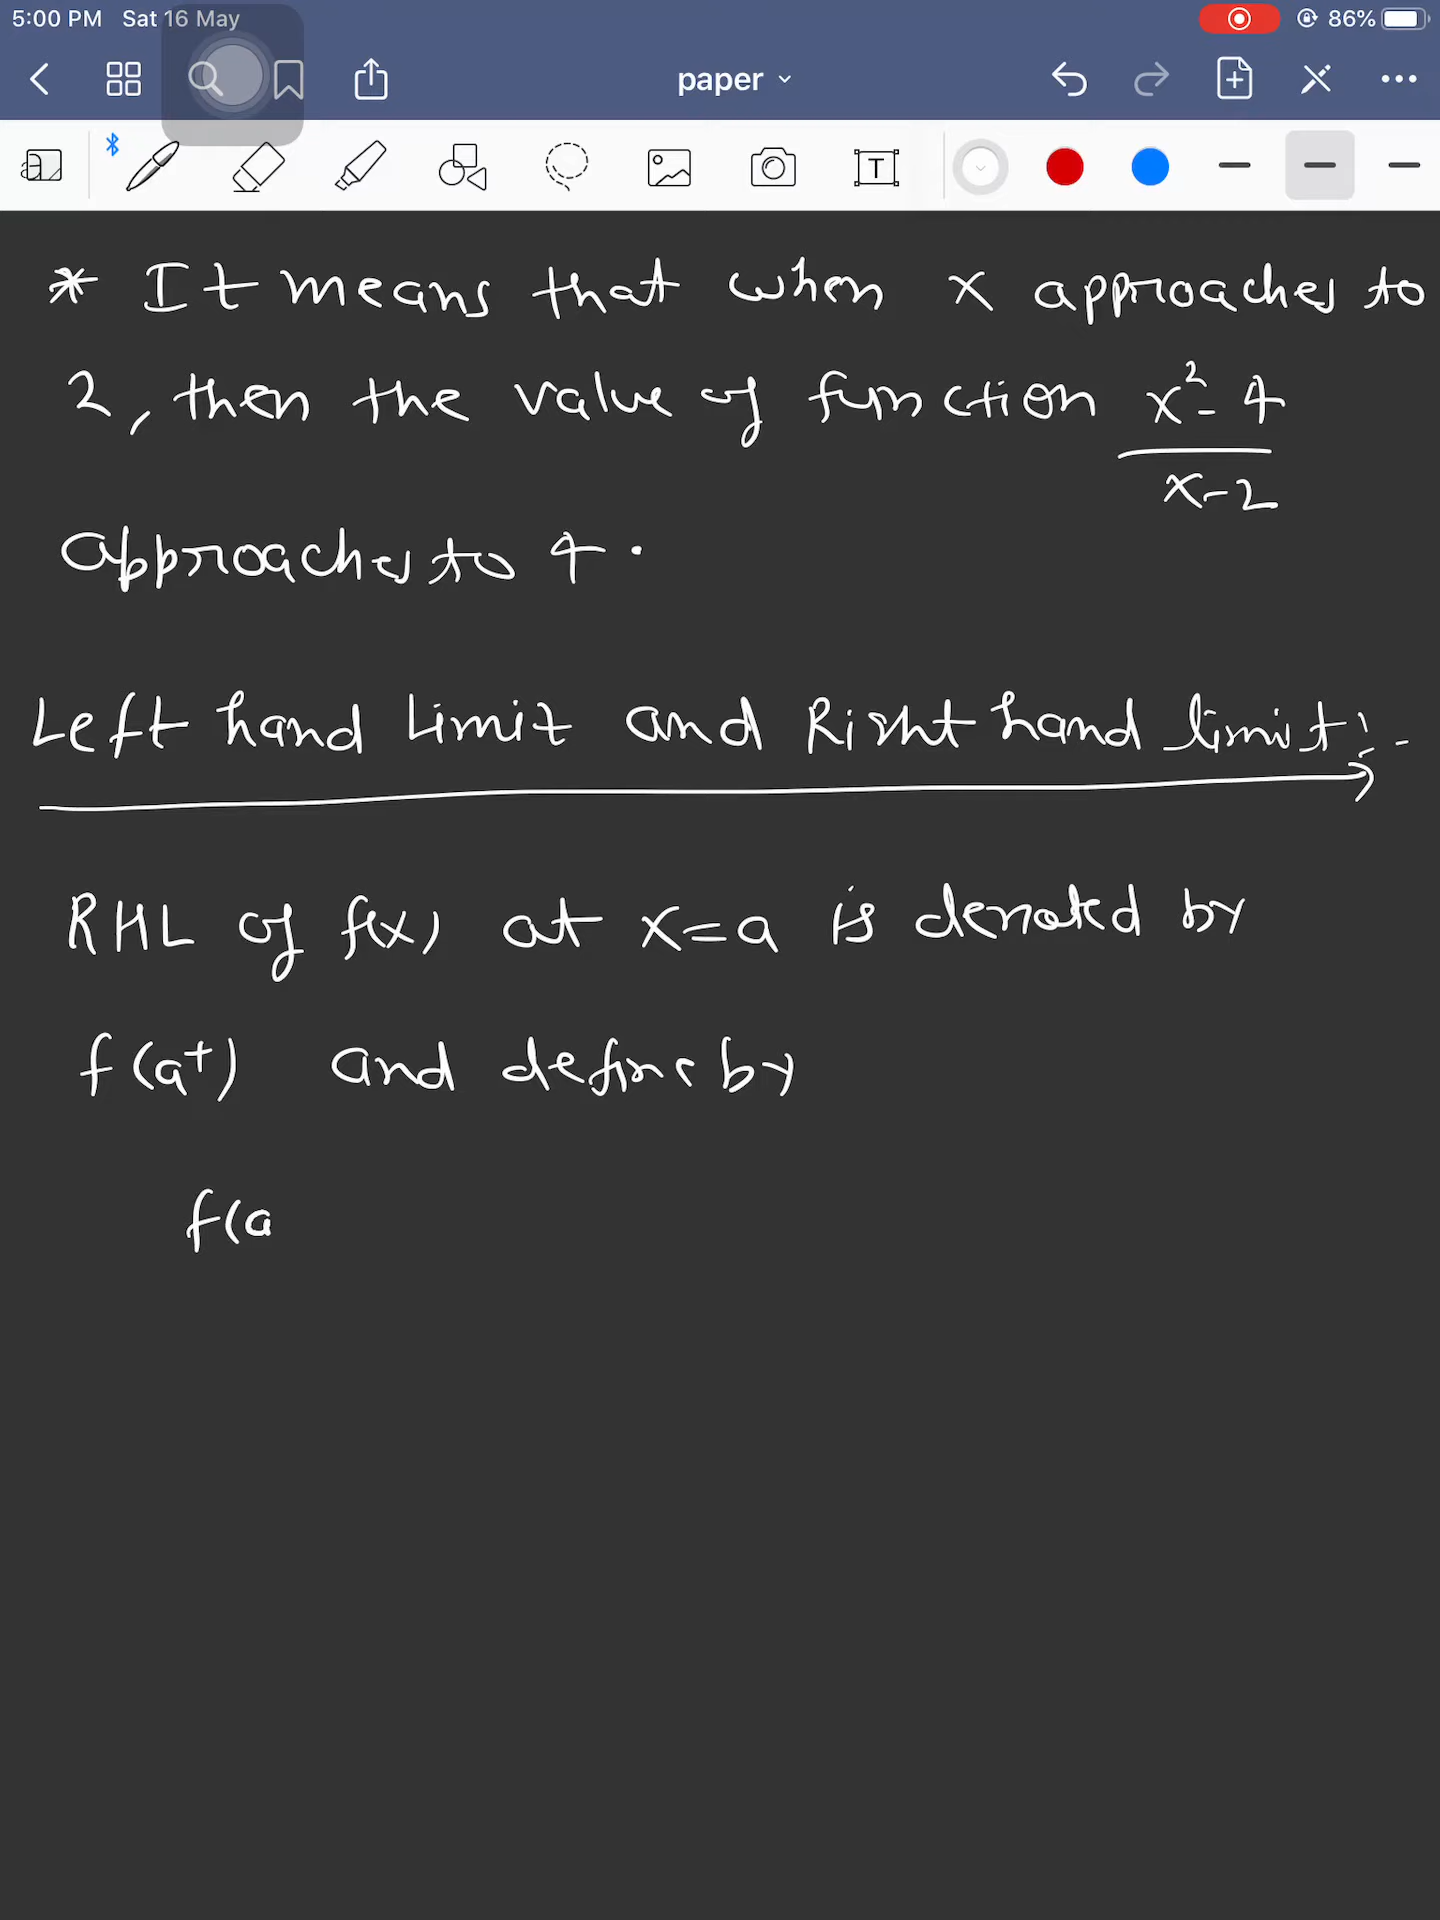 5:00 PM Sat 16 May 86%
paper
* It means that when x approaches to
2, then the value of function x²-4
x-2
approaches to 4.
Left hand Limit and Right hand limit:-
RHL of f(x) at x=a is denoted by
f(a+) and define by
f(a